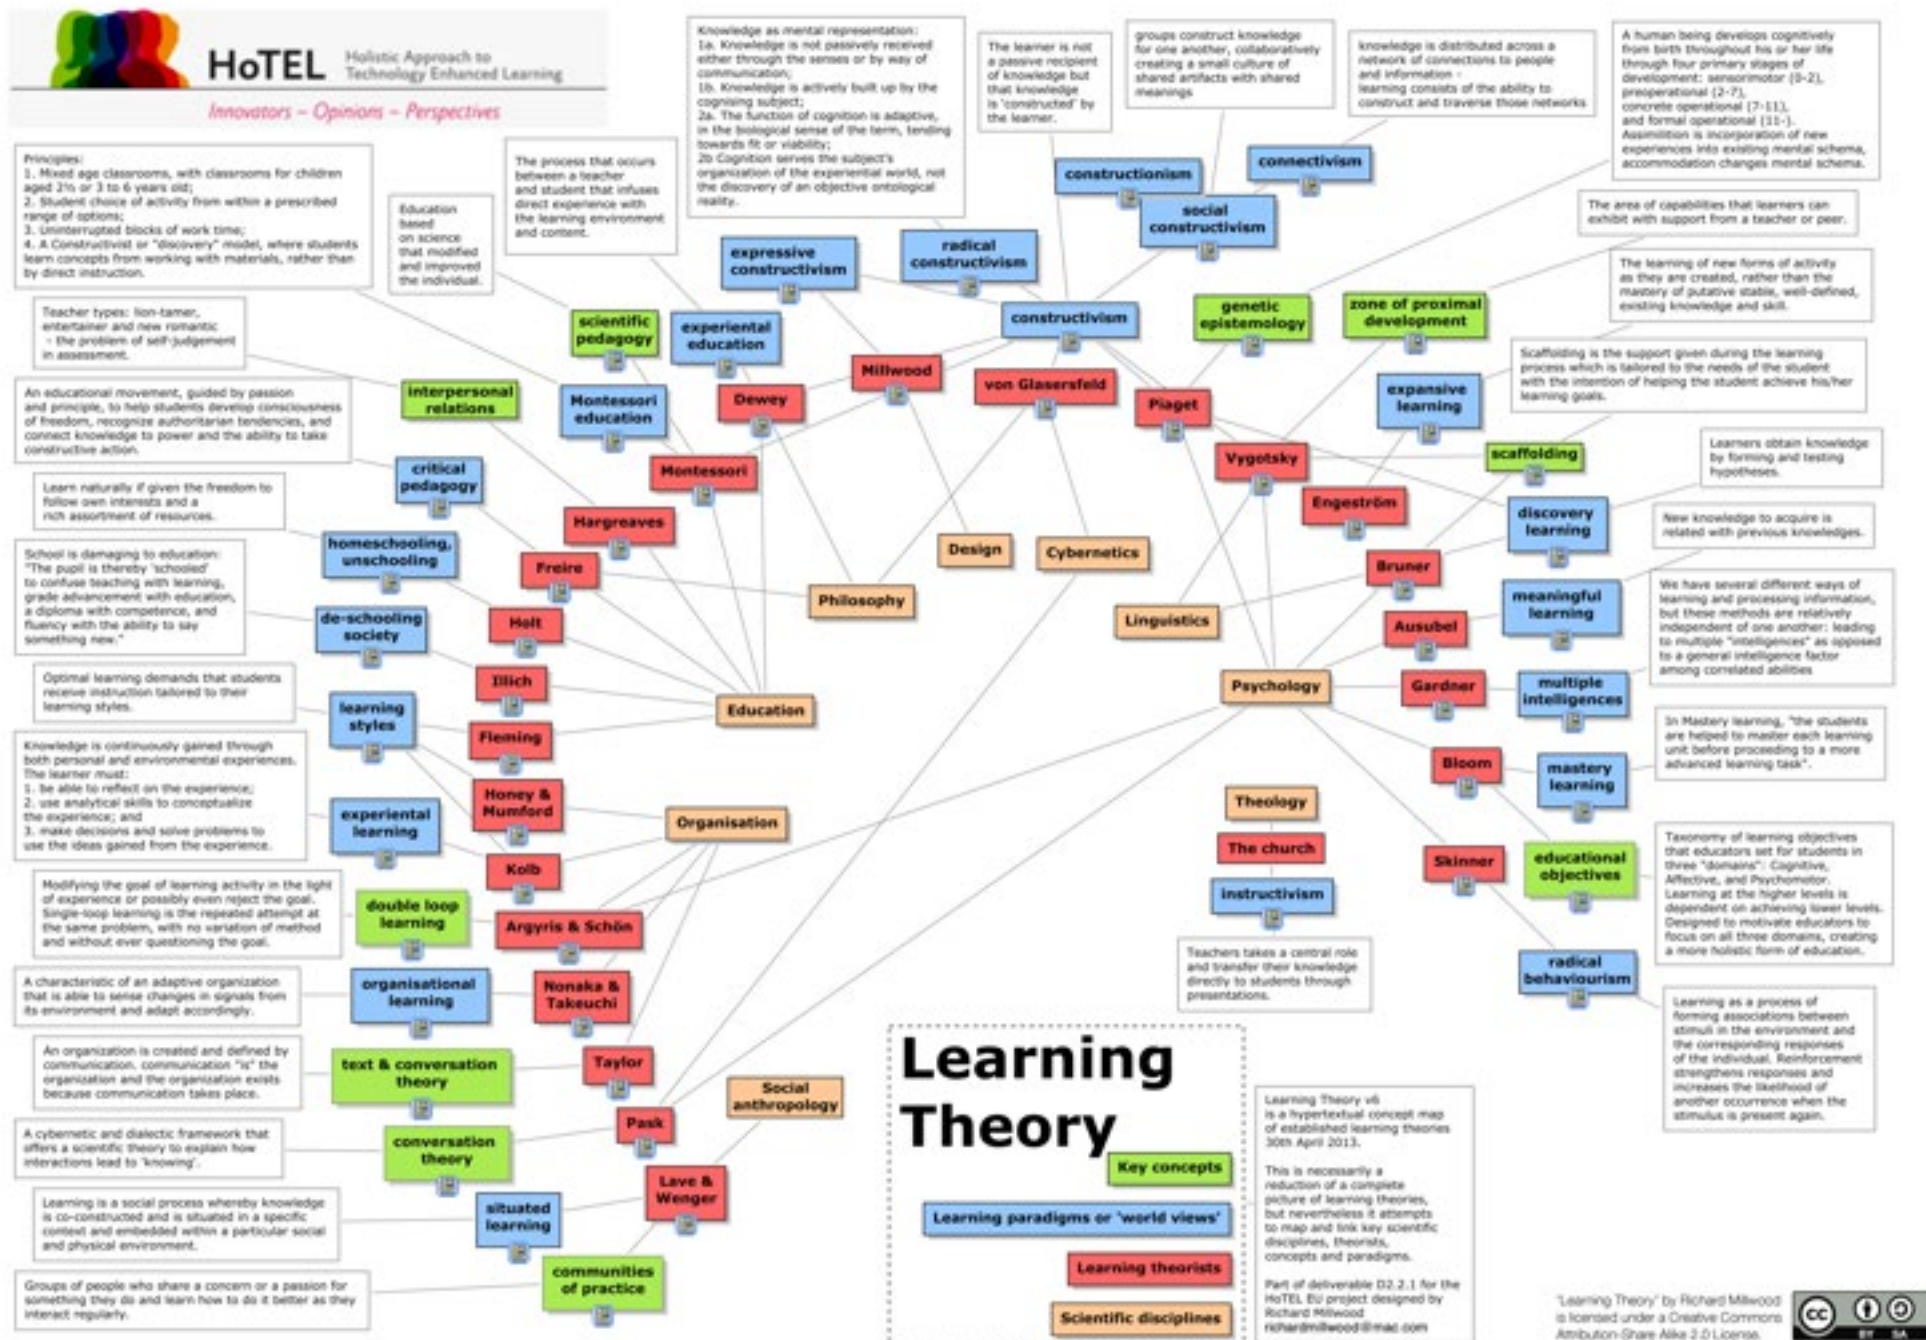 HoTEL
Holistic Approach to
Technology Enhanced Learning
Innovators – Opinions – Perspectives
Knowledge as mental representation:
1a. Knowledge is not passively received
either through the senses or by way of
communication;
1b. Knowledge is actively built up by the
cognising subject;
2a. The function of cognition is adaptive,
in the biological sense of the term, tending
towards fit or viability;
2b Cognition serves the subject's
organization of the experiential world, not
the discovery of an objective ontological
reality.
The learner is not
a passive recipient
of knowledge but
that knowledge
is 'constructed' by
the learner.
groups construct knowledge
for one another, collaboratively
creating a small culture of
shared artifacts with shared
meanings
knowledge is distributed across a
network of connections to people
and information -
learning consists of the ability to
construct and traverse those networks
A human being develops cognitively
from birth throughout his or her life
through four primary stages of
development: sensorimotor (0-2),
preoperational (2-7),
concrete operational (7-11),
and formal operational (11-).
Assimilition is incorporation of new
experiences into existing mental schema,
accommodation changes mental schema.
Principles:
1. Mixed age classrooms, with classrooms for children
aged 2½ or 3 to 6 years old;
2. Student choice of activity from within a prescribed
range of options;
3. Uninterrupted blocks of work time;
4. A Constructivist or "discovery" model, where students
learn concepts from working with materials, rather than
by direct instruction.
Education
based
on science
that modified
and improved
the individual.
The process that occurs
between a teacher
and student that infuses
direct experience with
the learning environment
and content.
constructionism
connectivism
social
constructivism
expressive
constructivism
radical
constructivism
The area of capabilities that learners can
exhibit with support from a teacher or peer.
The learning of new forms of activity
as they are created, rather than the
mastery of putative stable, well-defined,
existing knowledge and skill.
Teacher types: lion-tamer,
entertainer and new romantic
- the problem of self-judgement
in assessment.
scientific
pedagogy
experiential
education
constructivism
genetic
epistemology
zone of proximal
development
Scaffolding is the support given during the learning
process which is tailored to the needs of the student
with the intention of helping the student achieve his/her
learning goals.
An educational movement, guided by passion
and principle, to help students develop consciousness
of freedom, recognize authoritarian tendencies, and
connect knowledge to power and the ability to take
constructive action.
interpersonal
relations
Montessori
education
Dewey
Millwood
von Glasersfeld
Piaget
expansive
learning
critical
pedagogy
Montessori
Vygotsky
scaffolding
Learners obtain knowledge
by forming and testing
hypotheses.
Learn naturally if given the freedom to
follow own interests and a
rich assortment of resources.
Hargreaves
Engeström
discovery
learning
New knowledge to acquire is
related with previous knowledges.
School is damaging to education:
"The pupil is thereby 'schooled'
to confuse teaching with learning,
grade advancement with education,
a diploma with competence, and
fluency with the ability to say
something new."
homeschooling,
unschooling
Freire
Design
Cybernetics
Bruner
Philosophy
Linguistics
meaningful
learning
We have several different ways of
learning and processing information,
but these methods are relatively
independent of one another: leading
to multiple "intelligences" as opposed
to a general intelligence factor
among correlated abilities
de-schooling
society
Holt
Ausubel
Optimal learning demands that students
receive instruction tailored to their
learning styles.
Illich
Psychology
Gardner
multiple
intelligences
learning
styles
Fleming
Education
In Mastery learning, "the students
are helped to master each learning
unit before proceeding to a more
advanced learning task".
Knowledge is continuously gained through
both personal and environmental experiences.
The learner must:
1. be able to reflect on the experience;
2. use analytical skills to conceptualize
the experience; and
3. make decisions and solve problems to
use the ideas gained from the experience.
Bloom
mastery
learning
experiential
learning
Honey &
Mumford
Organisation
Theology
The church
instructivism
Kolb
Skinner
educational
objectives
Taxonomy of learning objectives
that educators set for students in
three "domains": Cognitive,
Affective, and Psychomotor.
Learning at the higher levels is
dependent on achieving lower levels.
Designed to motivate educators to
focus on all three domains, creating
a more holistic form of education.
Modifying the goal of learning activity in the light
of experience or possibly even reject the goal.
Single-loop learning is the repeated attempt at
the same problem, with no variation of method
and without ever questioning the goal.
double loop
learning
Argyris & Schön
Teachers takes a central role
and transfer their knowledge
directly to students through
presentations.
radical
behaviourism
A characteristic of an adaptive organization
that is able to sense changes in signals from
its environment and adapt accordingly.
organisational
learning
Nonaka &
Takeuchi
Learning as a process of
forming associations between
stimuli in the environment and
the corresponding responses
of the individual. Reinforcement
strengthens responses and
increases the likelihood of
another occurrence when the
stimulus is present again.
An organization is created and defined by
communication. communication "is" the
organization and the organization exists
because communication takes place.
text & conversation
theory
Taylor
Social
anthropology
A cybernetic and dialectic framework that
offers a scientific theory to explain how
interactions lead to 'knowing'.
conversation
theory
Pask
Learning is a social process whereby knowledge
is co-constructed and is situated in a specific
context and embedded within a particular social
and physical environment.
situated
learning
Lave &
Wenger
Groups of people who share a concern or a passion for
something they do and learn how to do it better as they
interact regularly.
communities
of practice
Learning
Theory
Key concepts
Learning paradigms or 'world views'
Learning theorists
Scientific disciplines
Learning Theory v6
is a hypertextual concept map
of established learning theories
30th April 2013.
This is necessarily a
reduction of a complete
picture of learning theories,
but nevertheless it attempts
to map and link key scientific
disciplines, theorists,
concepts and paradigms.
Part of deliverable D2.2.1 for the
HoTEL EU project designed by
Richard Millwood
richardmillwood@mac.com
'Learning Theory' by Richard Millwood
is licensed under a Creative Commons
Attribution-Share Alike 2.0 License.
cc
BY SA